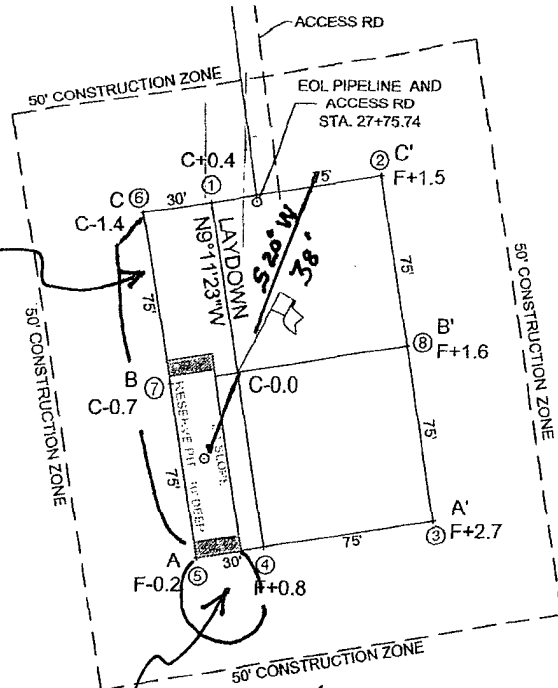 ACCESS RD
50' CONSTRUCTION ZONE
EOL PIPELINE AND
ACCESS RD
STA. 27+75.74
C+0.4
1
2
C'
F+1.5
75'
C
6
30'
C-1.4
LAYDOWN
N9°11'23"W
S 20° W
38'
75'
75'
50' CONSTRUCTION ZONE
50' CONSTRUCTION ZONE
B'
8
F+1.6
B
7
C-0.7
C-0.0
RESERVE PIT
DEEP
SLOPE
75'
75'
A'
3
F+2.7
A
5
F-0.2
30'
4
F+0.8
75'
50' CONSTRUCTION ZONE